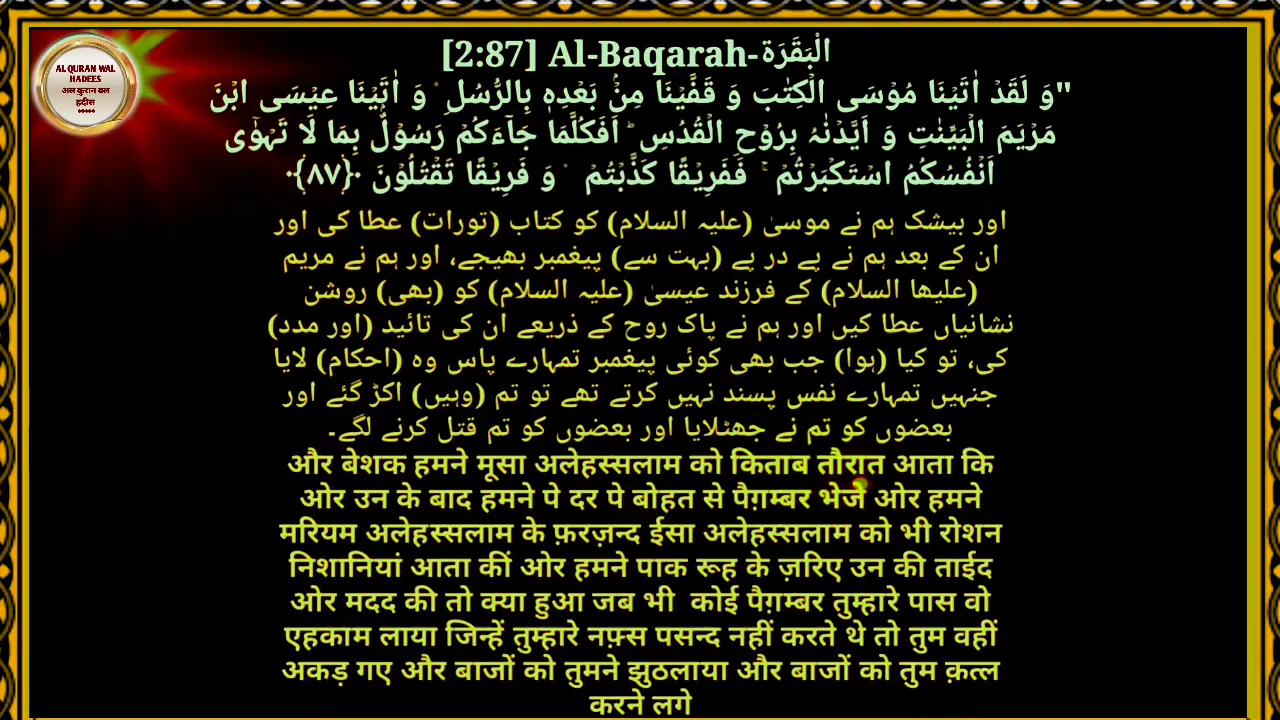 AL QURAN WAL
HADEES
अल कुरान वल
हदीस
[2:87] Al-Baqarah-الْبَقَرَة
"وَ لَقَدۡ اٰتَیۡنَا مُوۡسَی الۡکِتٰبَ وَ قَفَّیۡنَا مِنۡۢ بَعۡدِہٖ بِالرُّسُلِ ۫ وَ اٰتَیۡنَا عِیۡسَی ابۡنَ
مَرۡیَمَ الۡبَیِّنٰتِ وَ اَیَّدۡنٰہُ بِرُوۡحِ الۡقُدُسِ ؕ اَفَکُلَّمَا جَآءَکُمۡ رَسُوۡلٌۢ بِمَا لَا تَہۡوٰۤی
اَنۡفُسُکُمُ اسۡتَکۡبَرۡتُمۡ ۚ فَفَرِیۡقًا کَذَّبۡتُمۡ ۫ وَ فَرِیۡقًا تَقۡتُلُوۡنَ ﴿۸۷﴾
اور بیشک ہم نے موسیٰ (علیہ السلام) کو کتاب (تورات) عطا کی اور
ان کے بعد ہم نے پے در پے (بہت سے) پیغمبر بھیجے، اور ہم نے مریم
(علیھا السلام) کے فرزند عیسیٰ (علیہ السلام) کو (بھی) روشن
نشانیاں عطا کیں اور ہم نے پاک روح کے ذریعے ان کی تائید (اور مدد)
کی، تو کیا (ہوا) جب بھی کوئی پیغمبر تمہارے پاس وہ (احکام) لایا
جنہیں تمہارے نفس پسند نہیں کرتے تھے تو تم (وہیں) اکڑ گئے اور
بعضوں کو تم نے جھٹلایا اور بعضوں کو تم قتل کرنے لگے۔
और बेशक हमने मूसा अलेहस्सलाम को किताब तौरात आता कि
ओर उन के बाद हमने पे दर पे बोहत से पैग़म्बर भेजे ओर हमने
मरियम अलेहस्सलाम के फ़रज़न्द ईसा अलेहस्सलाम को भी रोशन
निशानियां आता कीं ओर हमने पाक रूह के ज़रिए उन की ताईद
ओर मदद की तो क्या हुआ जब भी  कोई पैग़म्बर तुम्हारे पास वो
एहकाम लाया जिन्हें तुम्हारे नफ़्स पसन्द नहीं करते थे तो तुम वहीं
अकड़ गए और बाजों को तुमने झुठलाया और बाजों को तुम क़त्ल
करने लगे